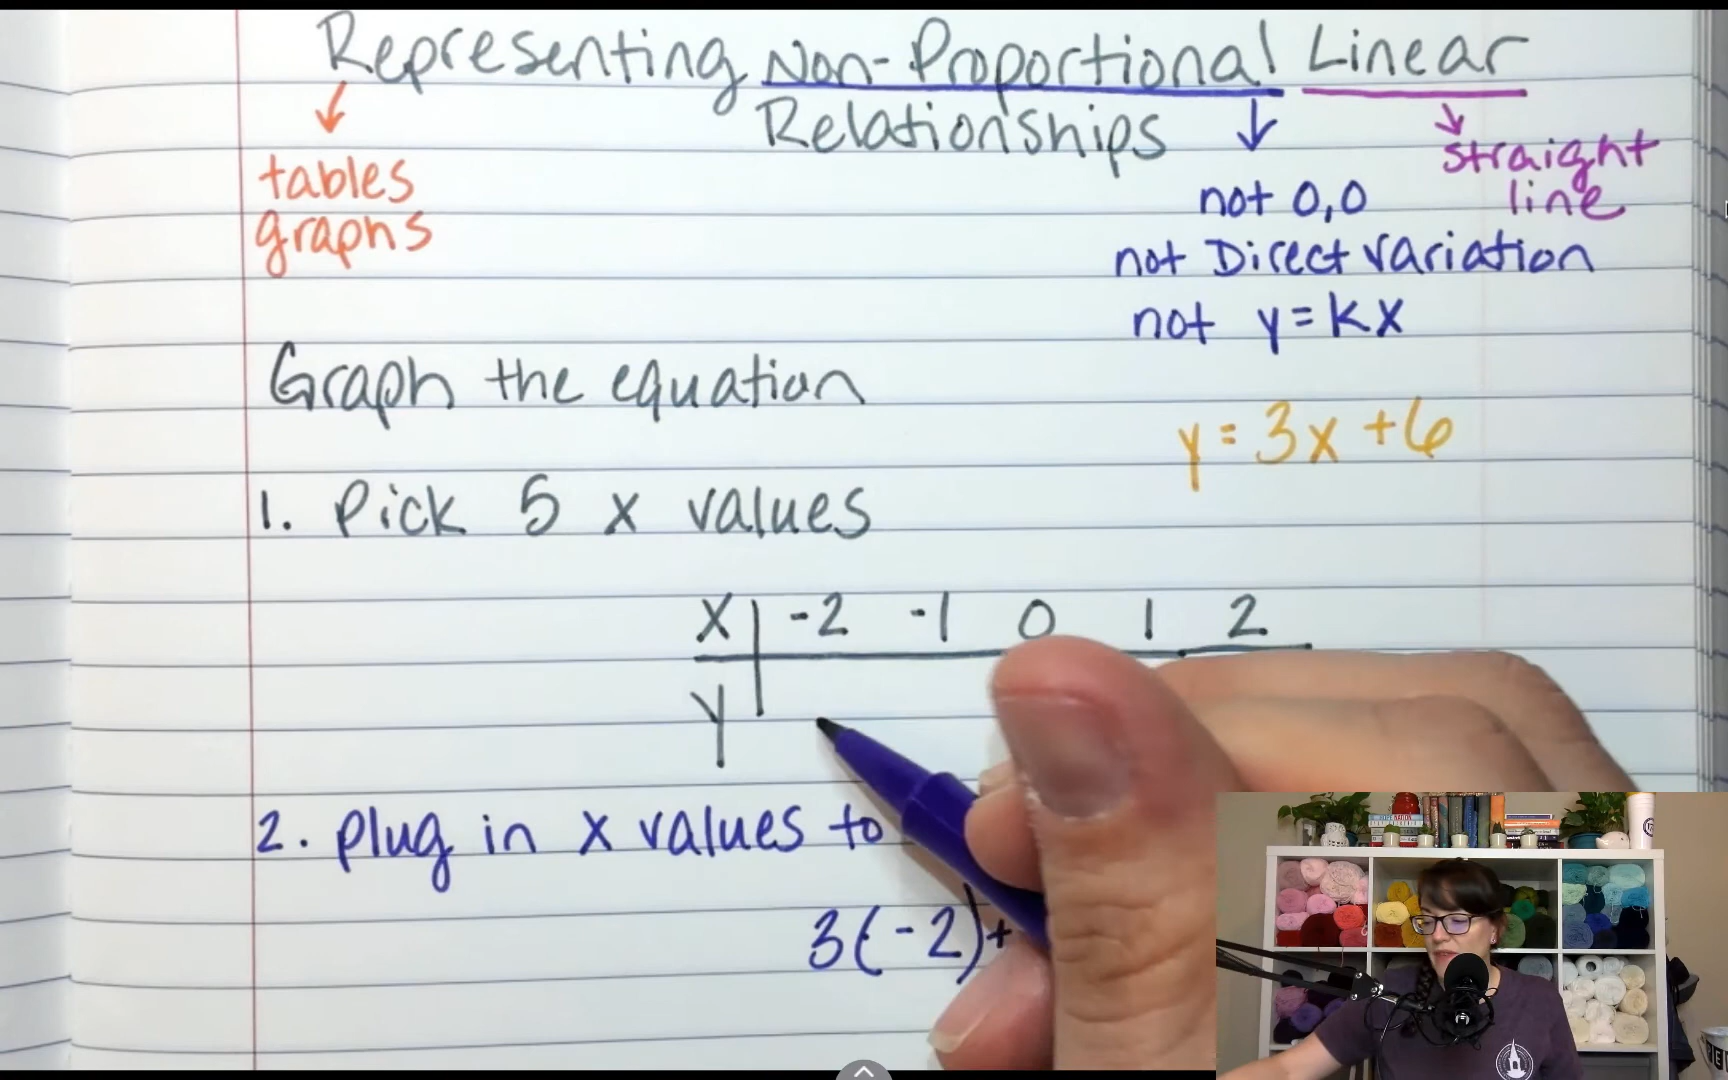 Representing Non-Proportional Linear
Relationships
tables
graphs
not 0,0
not Direct variation
not y = kx
straight
line
Graph the equation
y = 3x + 6
1. Pick 5 x values
x -2 -1 0 1 2
y
2. plug in x values to
3(-2)+